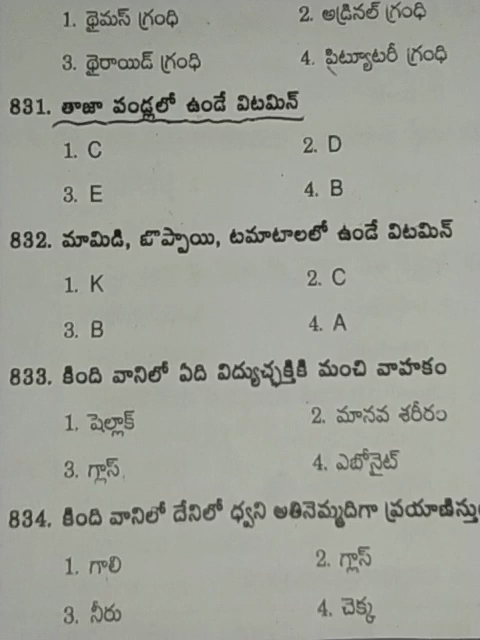 1. థైమస్ గ్రంధి 2. అడ్రినల్ గ్రంధి
3. థైరాయిడ్ గ్రంధి 4. పిట్యూటరీ గ్రంధి
831. తాజా పండ్లలో ఉండే విటమిన్
1. C 2. D
3. E 4. B
832. మామిడి, బొప్పాయి, టమాటాలలో ఉండే విటమిన్
1. K 2. C
3. B 4. A
833. కింది వానిలో ఏది విద్యుచ్ఛక్తికి మంచి వాహకం
1. షెల్లాక్ 2. మానవ శరీరం
3. గ్లాస్ 4. ఎబోనైట్
834. కింది వానిలో దేనిలో ధ్వని అతినెమ్మదిగా
1. గాలి 2. గ్లాస్
3. నీరు 4. చెక్క